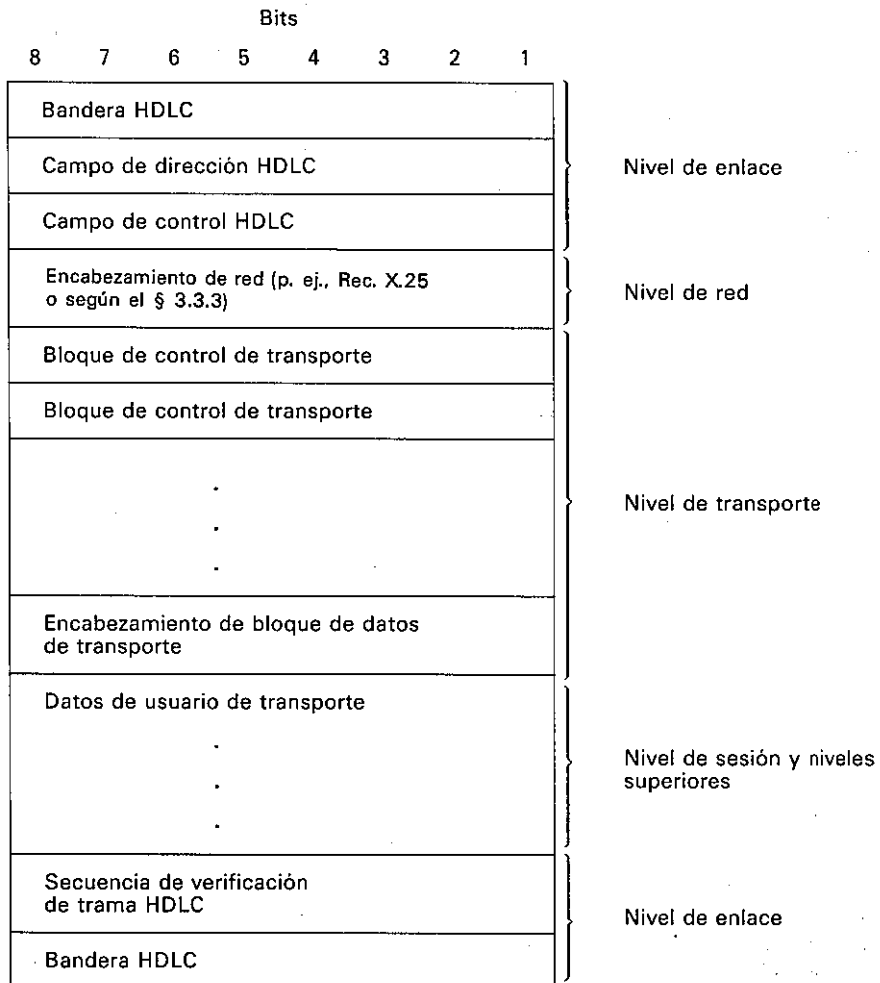 Bits
8 7 6 5 4 3 2 1
Bandera HDLC
Campo de dirección HDLC
Nivel de enlace
Campo de control HDLC
Encabezamiento de red (p. ej., Rec. X.25
o según el § 3.3.3)
Nivel de red
Bloque de control de transporte
Bloque de control de transporte
.
.
.
Nivel de transporte
Encabezamiento de bloque de datos
de transporte
Datos de usuario de transporte
.
.
.
Nivel de sesión y niveles
superiores
Secuencia de verificación
de trama HDLC
Nivel de enlace
Bandera HDLC